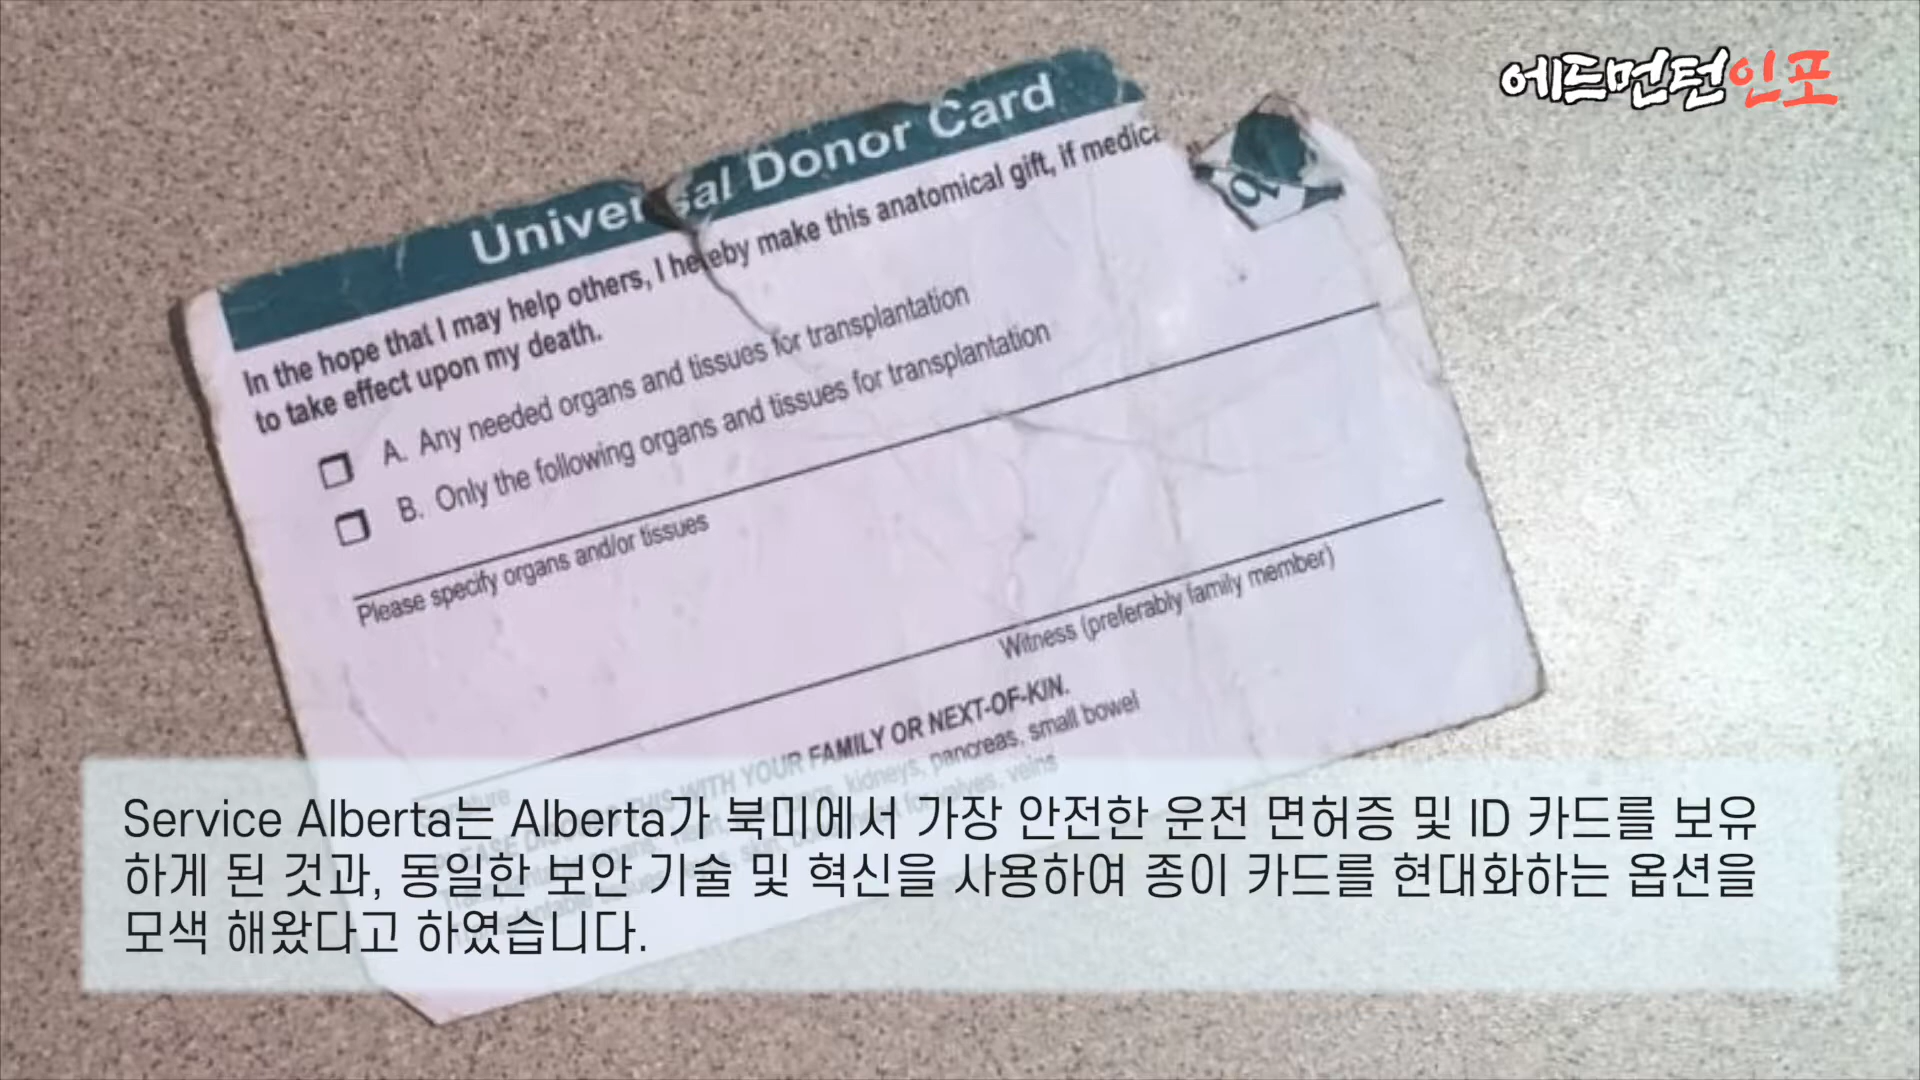 에드먼턴인포
Universal Donor Card
In the hope that I may help others, I hereby make this anatomical gift, if medica
to take effect upon my death.
A. Any needed organs and tissues for transplantation
B. Only the following organs and tissues for transplantation
Please specify organs and/or tissues
Witness (preferably family member)
THIS WITH YOUR FAMILY OR NEXT-OF-KIN.
kidneys, pancreas, small bowel
valves, veins
Service Alberta는 Alberta가 북미에서 가장 안전한 운전 면허증 및 ID 카드를 보유
하게 된 것과, 동일한 보안 기술 및 혁신을 사용하여 종이 카드를 현대화하는 옵션을
모색 해왔다고 하였습니다.